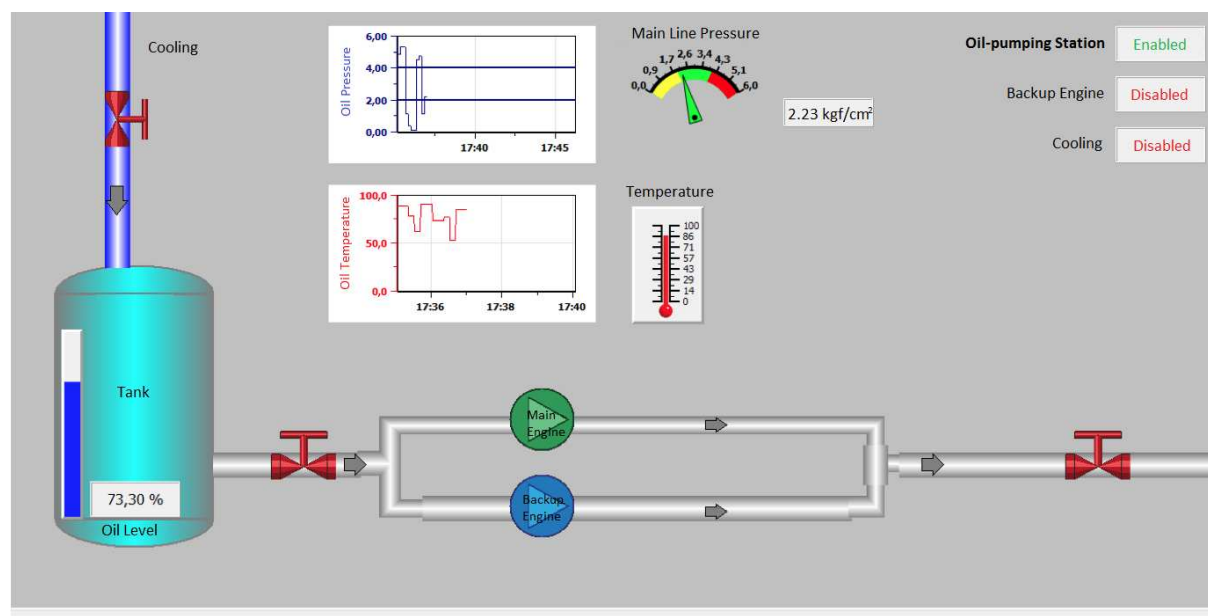 Cooling
Oil Pressure
6,00
4,00
2,00
0,00
17:40
17:45
Main Line Pressure
0,0
0,9
1,7
2,6
3,4
4,3
5,1
6,0
2.23 kgf/cm²
Oil-pumping Station
Enabled
Backup Engine
Disabled
Cooling
Disabled
Oil Temperature
100,0
50,0
0,0
17:36
17:38
17:40
Temperature
100
86
71
57
43
29
14
0
Tank
73,30 %
Oil Level
Main
Engine
Backup
Engine